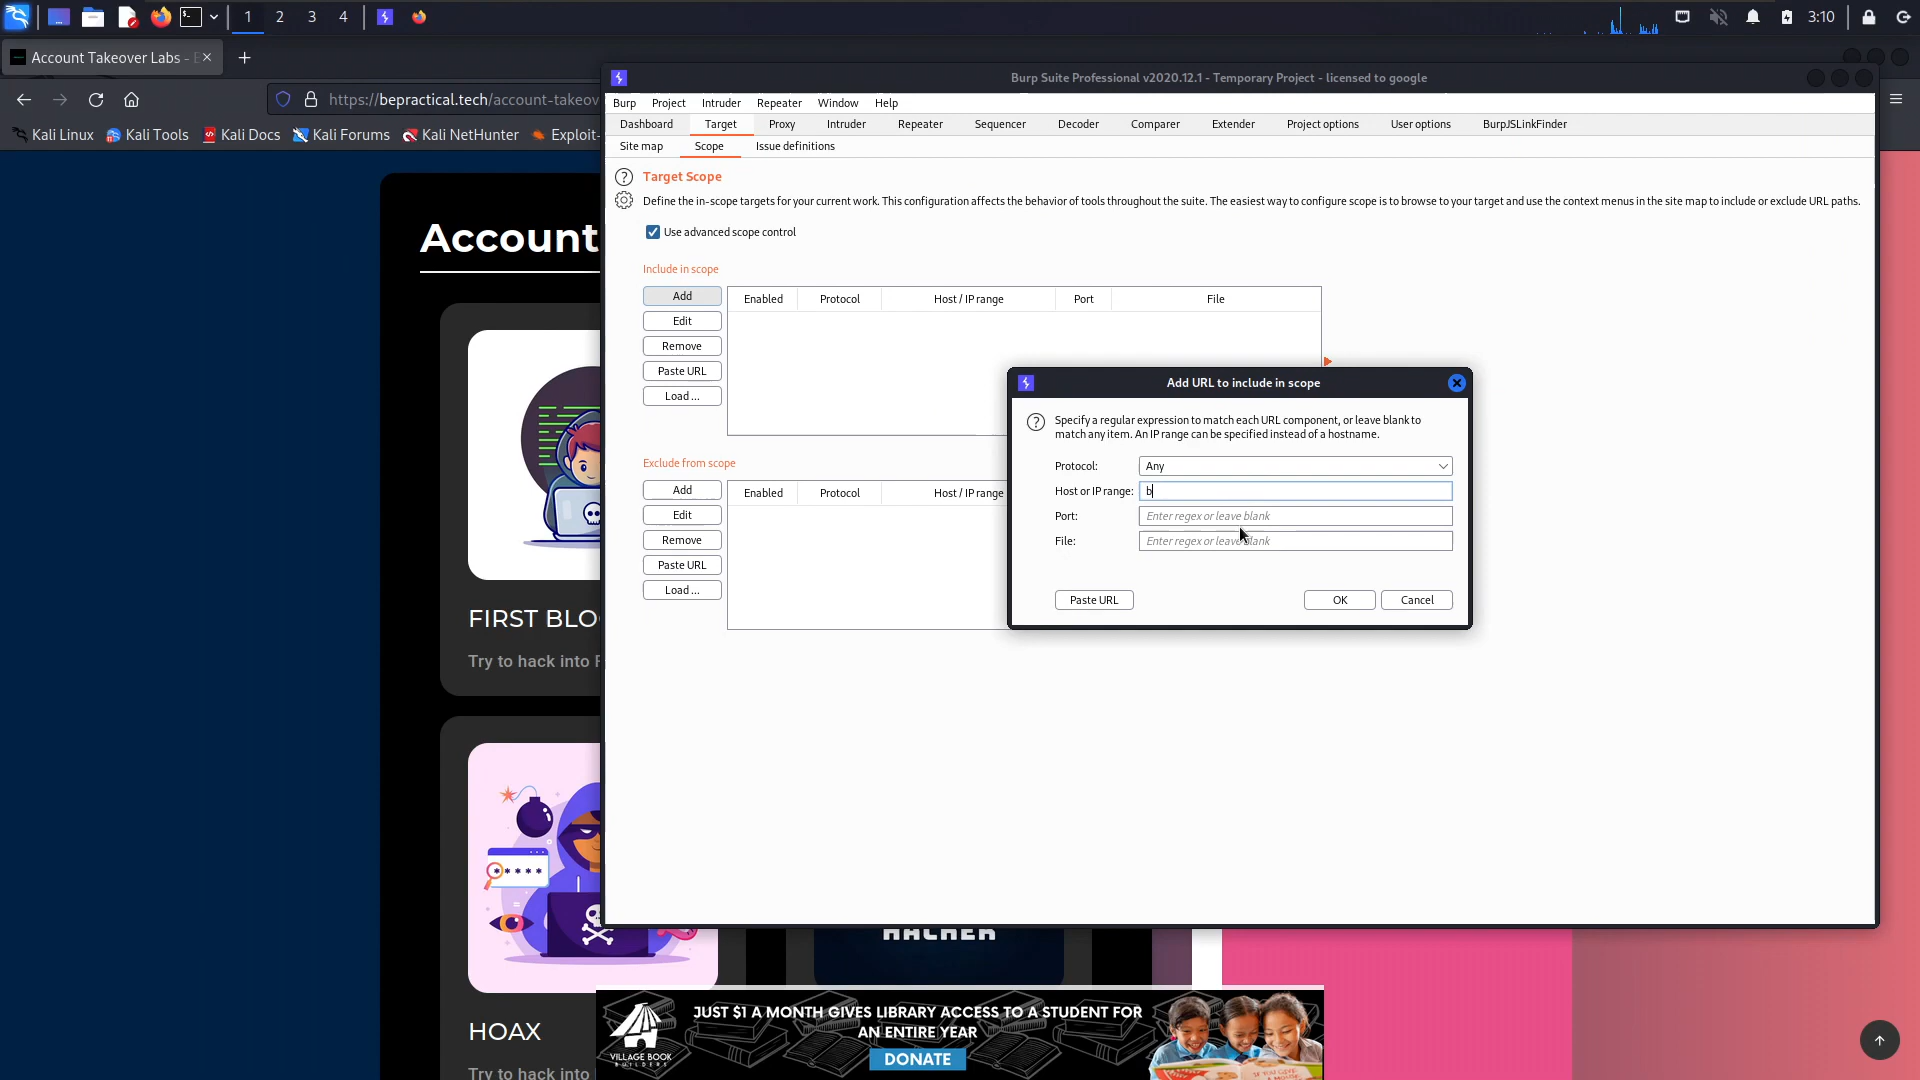 1 2 3 4
3:10
Account Takeover Labs -
https://bepractical.tech/account-takeov
Kali Linux Kali Tools Kali Docs Kali Forums Kali NetHunter Exploit-
Burp Suite Professional v2020.12.1 - Temporary Project - licensed to google
Burp Project Intruder Repeater Window Help
Dashboard Target Proxy Intruder Repeater Sequencer Decoder Comparer Extender Project options User options BurpJSLinkFinder
Site map Scope Issue definitions
? Target Scope
Define the in-scope targets for your current work. This configuration affects the behavior of tools throughout the suite. The easiest way to configure scope is to browse to your target and use the context menus in the site map to include or exclude URL paths.
Use advanced scope control
Include in scope
Add
Edit
Remove
Paste URL
Load ...
Enabled Protocol Host / IP range Port File
Exclude from scope
Add
Edit
Remove
Paste URL
Load ...
Enabled Protocol Host / IP range
Add URL to include in scope
? Specify a regular expression to match each URL component, or leave blank to
match any item. An IP range can be specified instead of a hostname.
Protocol: Any
Host or IP range: b
Port: Enter regex or leave blank
File: Enter regex or leave blank
Paste URL OK Cancel
Account
FIRST BLO
Try to hack into F
*****
HOAX
Try to hack into
HACKER
VILLAGE BOOK
BUILDERS
JUST $1 A MONTH GIVES LIBRARY ACCESS TO A STUDENT FOR
AN ENTIRE YEAR
DONATE